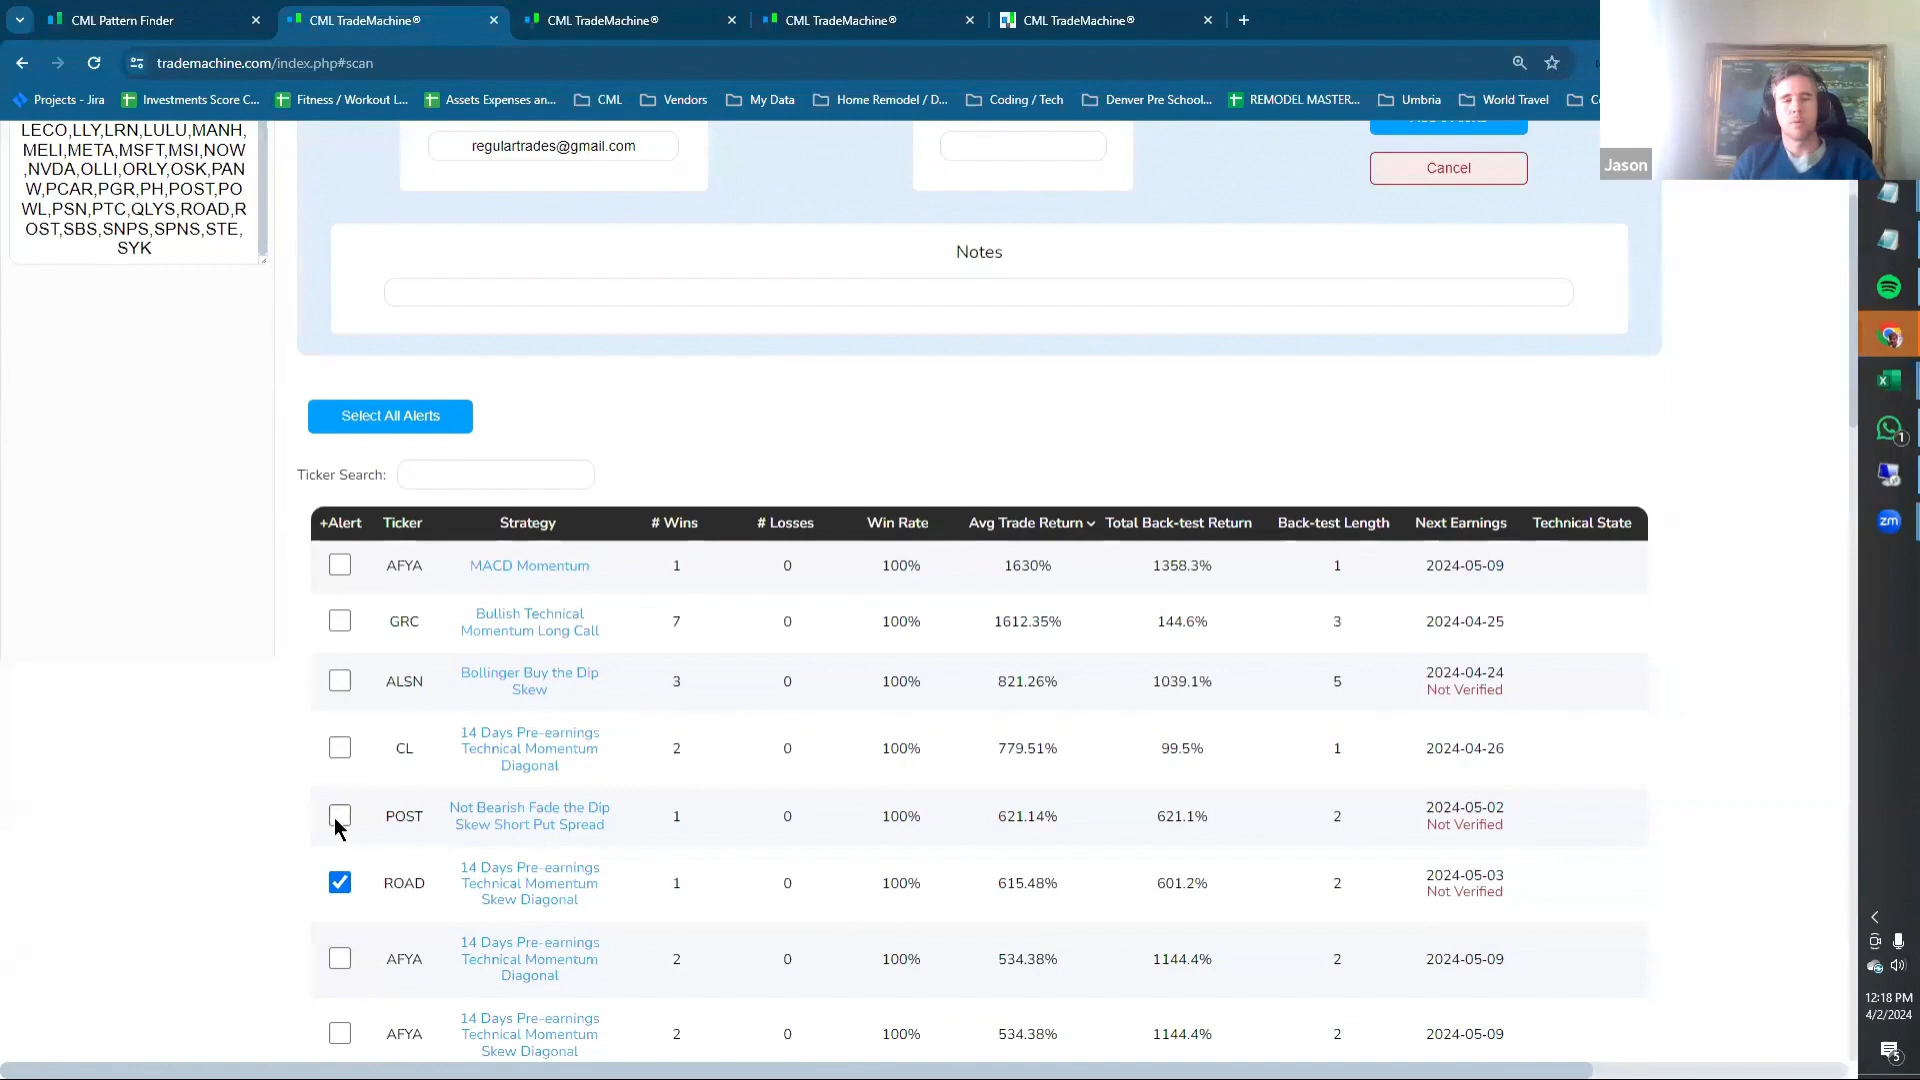 CML Pattern Finder
CML TradeMachine®
CML TradeMachine®
CML TradeMachine®
CML TradeMachine®
trademachine.com/index.php#scan
Projects - Jira
Investments Score C...
Fitness / Workout L...
Assets Expenses an...
CML
Vendors
My Data
Home Remodel / D...
Coding / Tech
Denver Pre School...
REMODEL MASTER...
Umbria
World Travel
LECO,LLY,LRN,LULU,MANH,
MELI,META,MSFT,MSI,NOW
,NVDA,OLLI,ORLY,OSK,PAN
W,PCAR,PGR,PH,POST,PO
WL,PSN,PTC,QLYS,ROAD,R
OST,SBS,SNPS,SPNS,STE,
SYK
regulartrades@gmail.com
Cancel
Jason
Notes
Select All Alerts
Ticker Search:
+Alert Ticker Strategy # Wins # Losses Win Rate Avg Trade Return Total Back-test Return Back-test Length Next Earnings Technical State
AFYA MACD Momentum 1 0 100% 1630% 1358.3% 1 2024-05-09
GRC Bullish Technical Momentum Long Call 7 0 100% 1612.35% 144.6% 3 2024-04-25
ALSN Bollinger Buy the Dip Skew 3 0 100% 821.26% 1039.1% 5 2024-04-24 Not Verified
CL 14 Days Pre-earnings Technical Momentum Diagonal 2 0 100% 779.51% 99.5% 1 2024-04-26
POST Not Bearish Fade the Dip Skew Short Put Spread 1 0 100% 621.14% 621.1% 2 2024-05-02 Not Verified
ROAD 14 Days Pre-earnings Technical Momentum Skew Diagonal 1 0 100% 615.48% 601.2% 2 2024-05-03 Not Verified
AFYA 14 Days Pre-earnings Technical Momentum Diagonal 2 0 100% 534.38% 1144.4% 2 2024-05-09
AFYA 14 Days Pre-earnings Technical Momentum Skew Diagonal 2 0 100% 534.38% 1144.4% 2 2024-05-09
1
zm
12:18 PM
4/2/2024
5